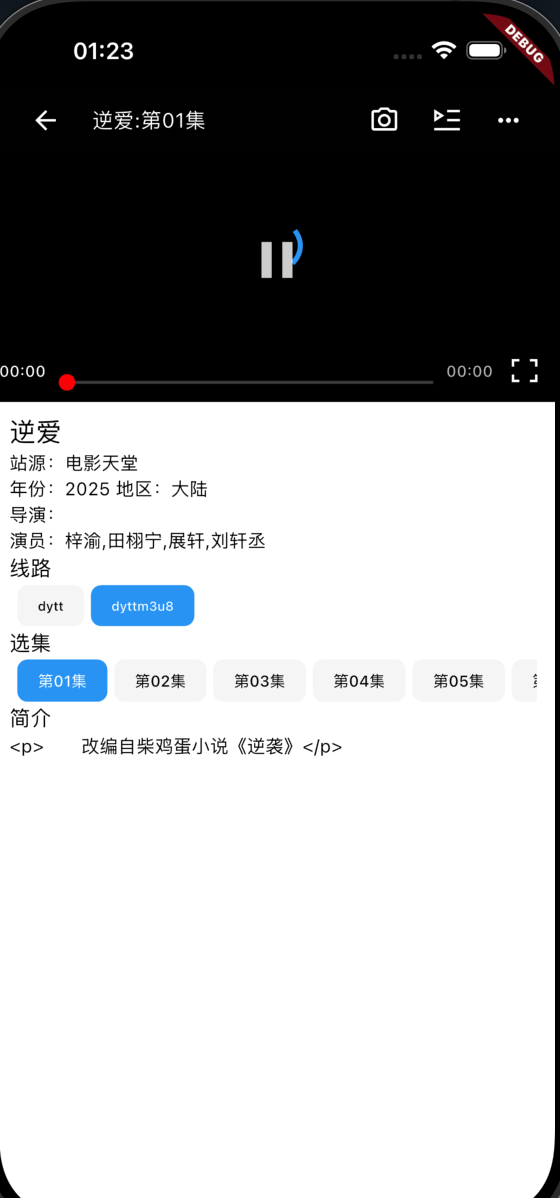 01:23
DEBUG
逆爱:第01集
00:00
00:00
逆爱
站源：电影天堂
年份：2025 地区：大陆
导演：
演员：梓渝,田栩宁,展轩,刘轩丞
线路
dytt dyttm3u8
选集
第01集 第02集 第03集 第04集 第05集
简介
<p>　　改编自柴鸡蛋小说《逆袭》</p>